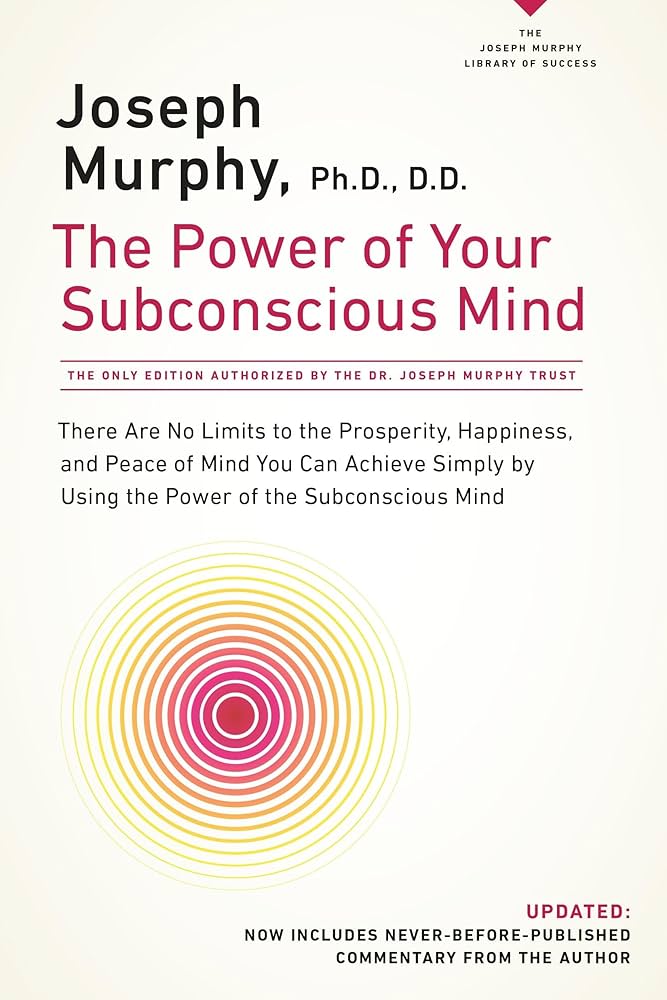 THE
JOSEPH MURPHY
LIBRARY OF SUCCESS
Joseph
Murphy, Ph.D., D.D.
The Power of Your
Subconscious Mind
THE ONLY EDITION AUTHORIZED BY THE DR. JOSEPH MURPHY TRUST
There Are No Limits to the Prosperity, Happiness,
and Peace of Mind You Can Achieve Simply by
Using the Power of the Subconscious Mind
UPDATED:
NOW INCLUDES NEVER-BEFORE-PUBLISHED
COMMENTARY FROM THE AUTHOR